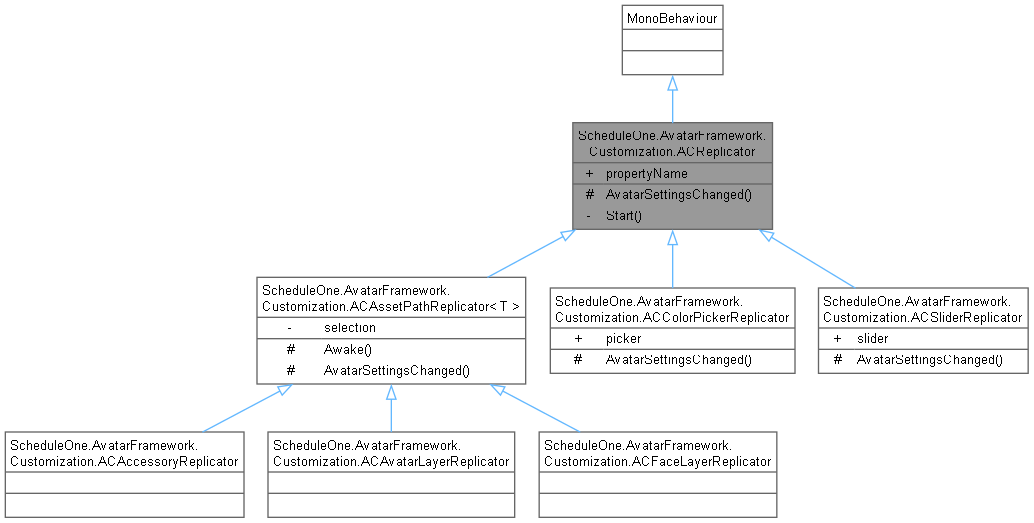 MonoBehaviour
ScheduleOne.AvatarFramework.
Customization.ACReplicator
+ propertyName
# AvatarSettingsChanged()
- Start()
ScheduleOne.AvatarFramework.
Customization.ACAssetPathReplicator< T >
- selection
# Awake()
# AvatarSettingsChanged()
ScheduleOne.AvatarFramework.
Customization.ACColorPickerReplicator
+ picker
# AvatarSettingsChanged()
ScheduleOne.AvatarFramework.
Customization.ACSliderReplicator
+ slider
# AvatarSettingsChanged()
ScheduleOne.AvatarFramework.
Customization.ACAccessoryReplicator
ScheduleOne.AvatarFramework.
Customization.ACAvatarLayerReplicator
ScheduleOne.AvatarFramework.
Customization.ACFaceLayerReplicator